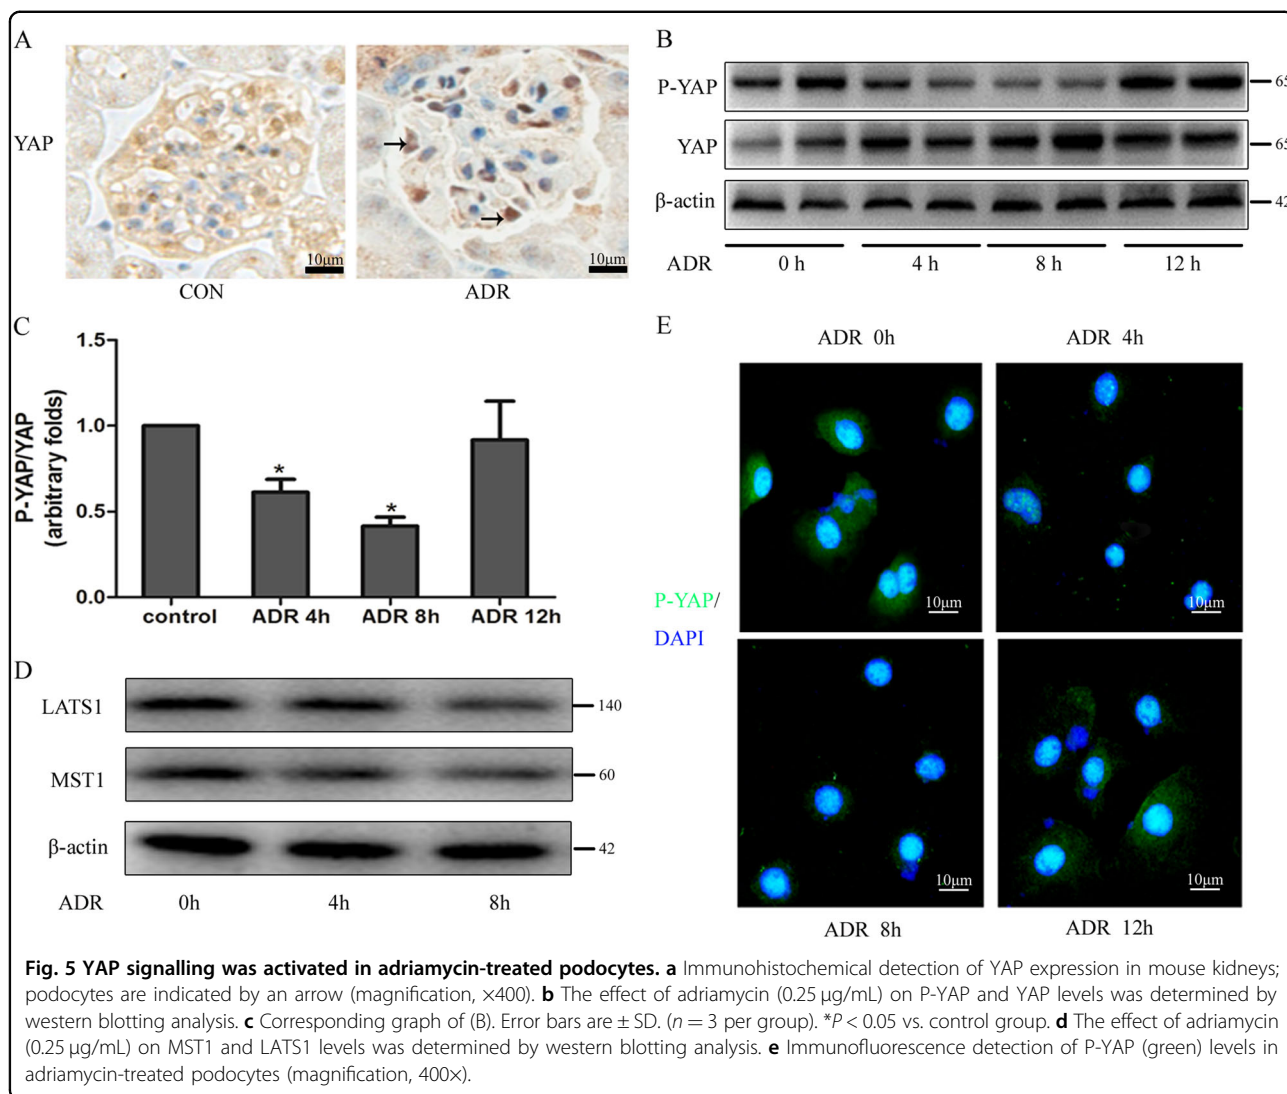 A
YAP
10μm
10μm
CON
ADR
B
P-YAP
65
YAP
65
β-actin
42
ADR
0 h
4 h
8 h
12 h
C
P-YAP/YAP
(arbitrary folds)
1.5
1.0
0.5
0.0
*
*
control
ADR 4h
ADR 8h
ADR 12h
D
LATS1
140
MST1
60
β-actin
42
ADR
0h
4h
8h
E
ADR 0h
ADR 4h
P-YAP/
DAPI
10μm
10μm
10μm
10μm
ADR 8h
ADR 12h
Fig. 5 YAP signalling was activated in adriamycin-treated podocytes. a Immunohistochemical detection of YAP expression in mouse kidneys;
podocytes are indicated by an arrow (magnification, ×400). b The effect of adriamycin (0.25 µg/mL) on P-YAP and YAP levels was determined by
western blotting analysis. c Corresponding graph of (B). Error bars are ± SD. (n = 3 per group). *P < 0.05 vs. control group. d The effect of adriamycin
(0.25 µg/mL) on MST1 and LATS1 levels was determined by western blotting analysis. e Immunofluorescence detection of P-YAP (green) levels in
adriamycin-treated podocytes (magnification, 400×).